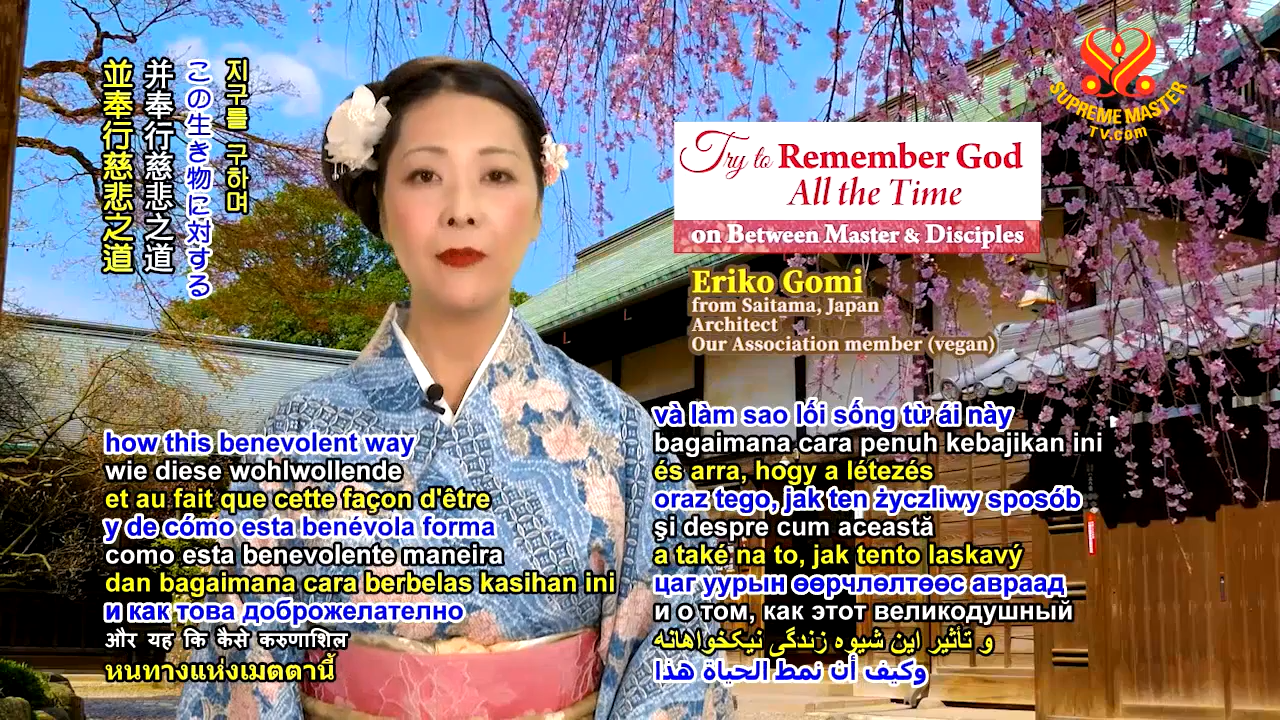 並奉行慈悲之道
并奉行慈悲之道
この生き物に対する
지구를 구하며
SUPREME MASTER
TV.com
Try to Remember God
All the Time
on Between Master & Disciples
Eriko Gomi
from Saitama, Japan
Architect
Our Association member (vegan)
how this benevolent way
wie diese wohlwollende
et au fait que cette façon d'être
y de cómo esta benévola forma
como esta benevolente maneira
dan bagaimana cara berbelas kasihan ini
и как това доброжелателно
और यह कि कैसे करुणाशिल
หนทางแห่งเมตตานี้
và làm sao lối sống từ ái này
bagaimana cara penuh kebajikan ini
és arra, hogy a létezés
oraz tego, jak ten życzliwy sposób
şi despre cum această
a také na to, jak tento laskavý
цаг уурын өөрчлөлтөөс авраад
и о том, как этот великодушный
و تأثیر این شیوه زندگی نیکخواهانه
وكيف أن نمط الحياة هذا